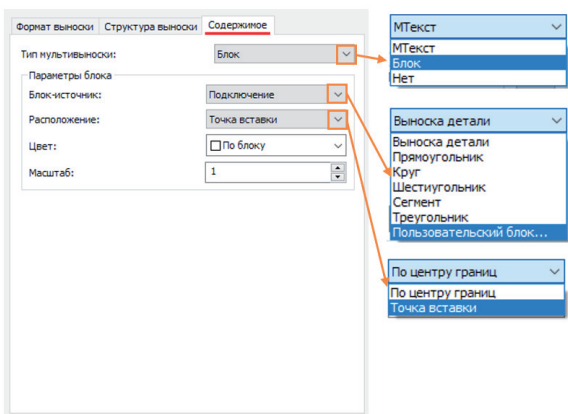 Формат выноски Структура выноски Содержимое
Тип мультивыноски: Блок
Параметры блока
Блок-источник: Подключение
Расположение: Точка вставки
Цвет: По блоку
Масштаб: 1
МТекст
МТекст
Блок
Нет
Выноска детали
Выноска детали
Прямоугольник
Круг
Шестиугольник
Сегмент
Треугольник
Пользовательский блок...
По центру границ
По центру границ
Точка вставки